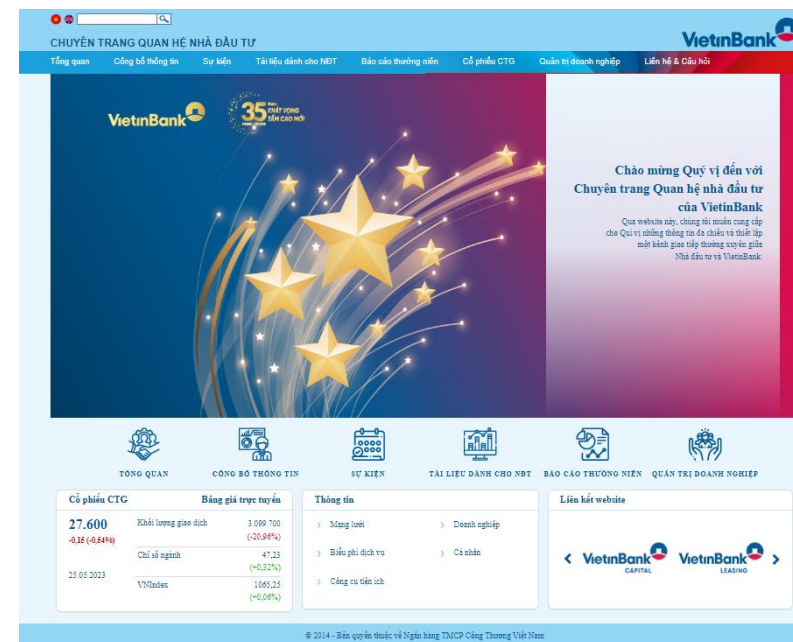 CHUYÊN TRANG QUAN HỆ NHÀ ĐẦU TƯ
VietinBank
Tổng quan Công bố thông tin Sự kiện Tài liệu dành cho NĐT Báo cáo thường niên Cổ phiếu CTG Quản trị doanh nghiệp Liên hệ & Câu hỏi
VietinBank
35 năm
KHÁT VỌNG
TẦM CAO MỚI
Chào mừng Quý vị đến với
Chuyên trang Quan hệ nhà đầu tư
của VietinBank
Qua website này, chúng tôi muốn cung cấp
cho Quí vị những thông tin đa chiều và thiết lập
một kênh giao tiếp thường xuyên giữa
Nhà đầu tư và VietinBank.
TỔNG QUAN
CÔNG BỐ THÔNG TIN
SỰ KIỆN
TÀI LIỆU DÀNH CHO NĐT
BÁO CÁO THƯỜNG NIÊN
QUẢN TRỊ DOANH NGHIỆP
Cổ phiếu CTG Bảng giá trực tuyến
27.600
-0,15 (-0,54%)
25.05.2023
Khối lượng giao dịch 3.099.700
(-20,96%)
Chỉ số ngành 47,23
(+0,32%)
VNIndex 1065,25
(+0,06%)
Thông tin
Mạng lưới Doanh nghiệp
Biểu phí dịch vụ Cá nhân
Công cụ tiện ích
Liên kết website
VietinBank
CAPITAL
VietinBank
LEASING
© 2014 - Bản quyền thuộc về Ngân hàng TMCP Công Thương Việt Nam